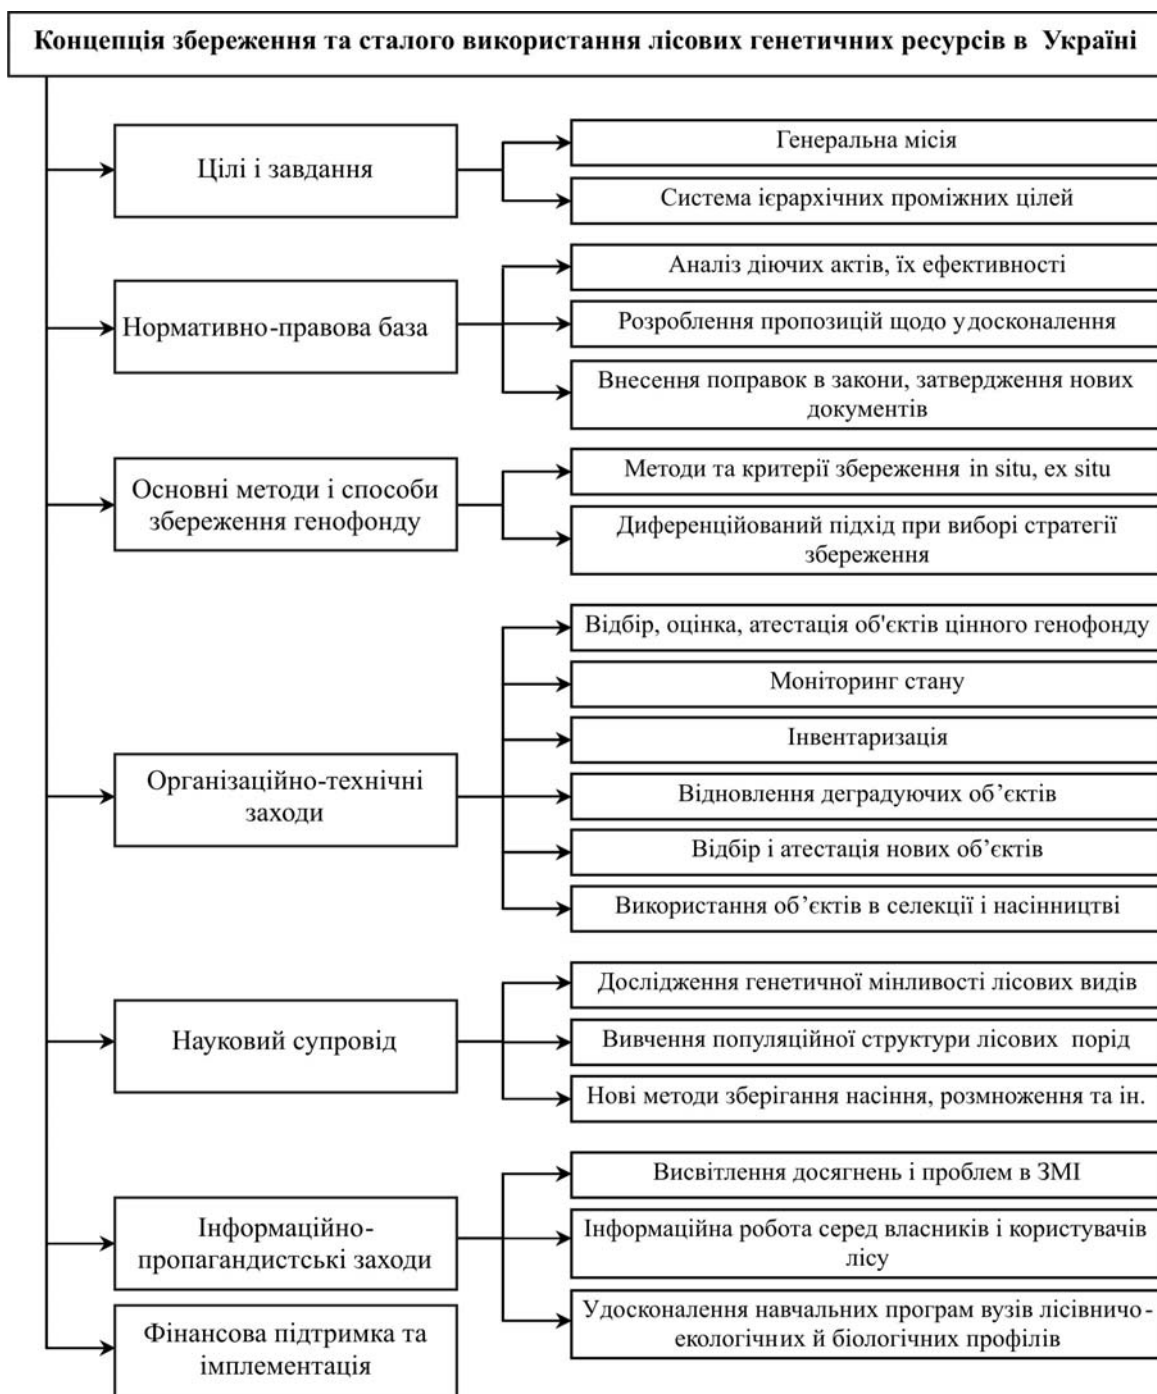 Концепція збереження та сталого використання лісових генетичних ресурсів в Україні
Цілі і завдання
Генеральна місія
Система ієрархічних проміжних цілей
Нормативно-правова база
Аналіз діючих актів, їх ефективності
Розроблення пропозицій щодо удосконалення
Внесення поправок в закони, затвердження нових
документів
Основні методи і способи
збереження генофонду
Методи та критерії збереження in situ, ex situ
Диференційований підхід при виборі стратегії
збереження
Організаційно-технічні
заходи
Відбір, оцінка, атестація об'єктів цінного генофонду
Моніторинг стану
Інвентаризація
Відновлення деградуючих об’єктів
Відбір і атестація нових об’єктів
Використання об’єктів в селекції і насінництві
Науковий супровід
Дослідження генетичної мінливості лісових видів
Вивчення популяційної структури лісових порід
Нові методи зберігання насіння, розмноження та ін.
Інформаційно-
пропагандистські заходи
Висвітлення досягнень і проблем в ЗМІ
Інформаційна робота серед власників і користувачів
лісу
Удосконалення навчальних програм вузів лісівничо-
екологічних й біологічних профілів
Фінансова підтримка та
імплементація